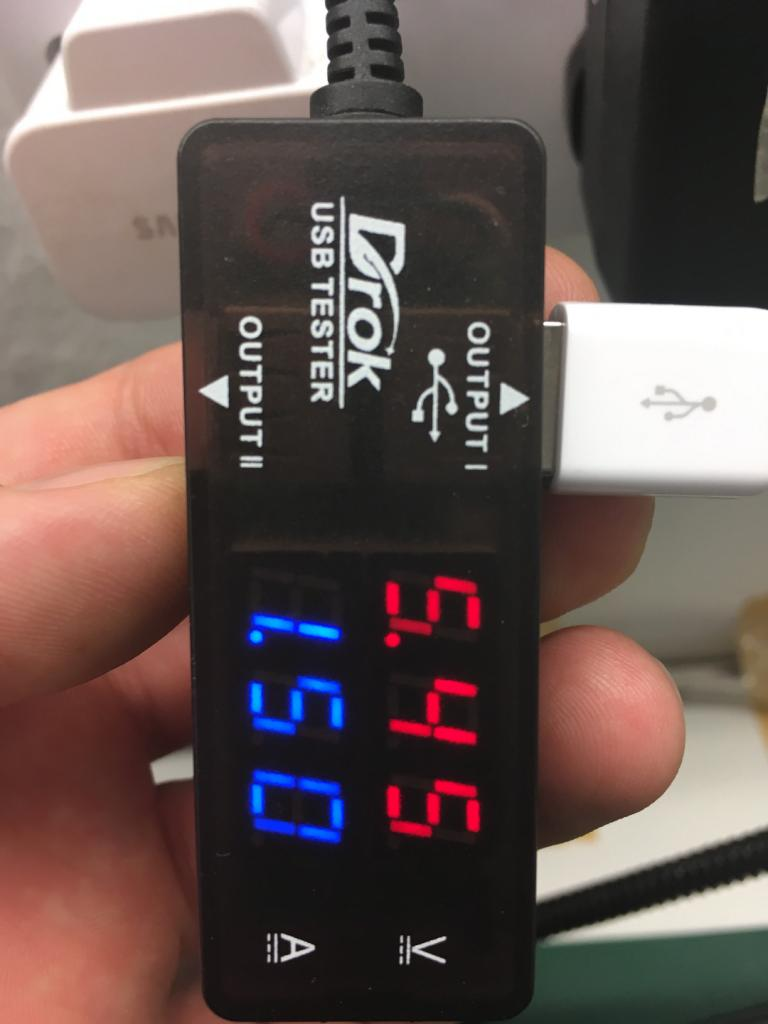 Drok
USB TESTER
OUTPUT I
OUTPUT II
5.45 V
1.50 A